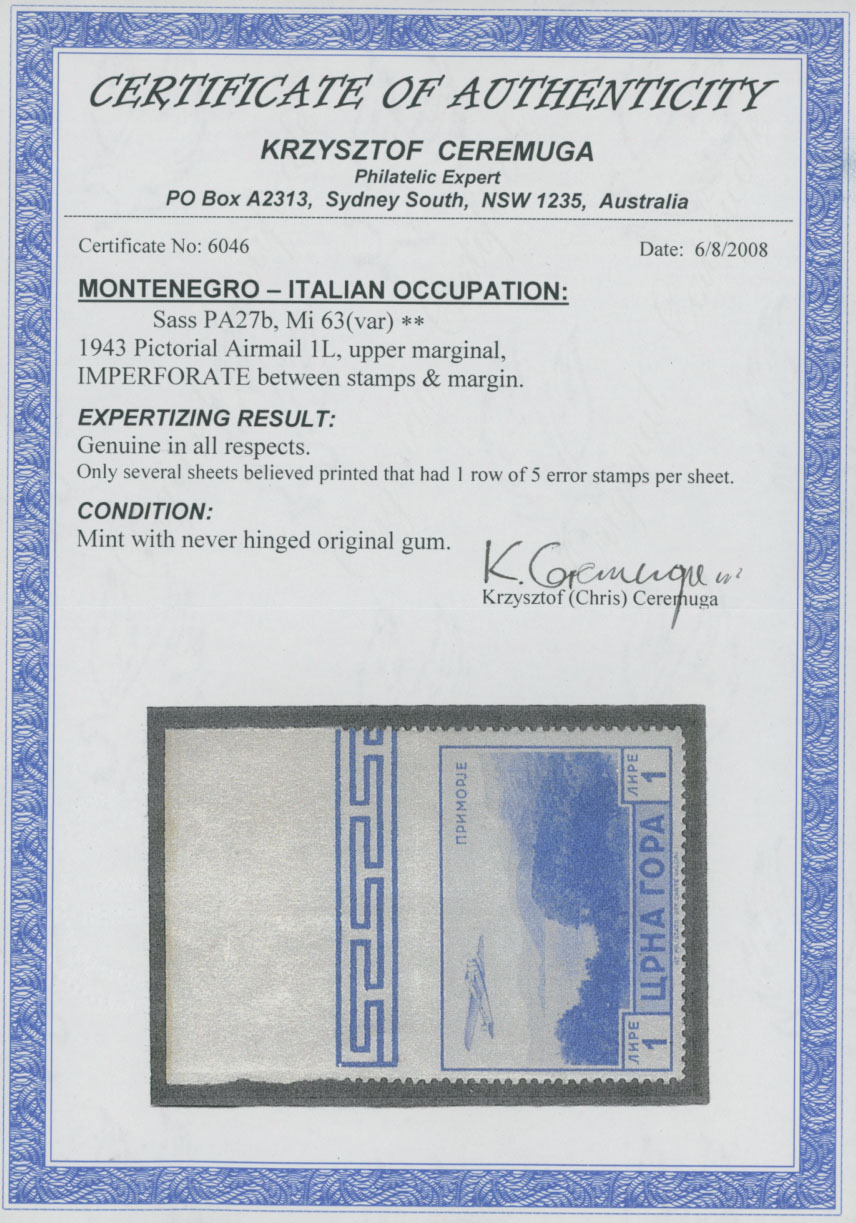 CERTIFICATE OF AUTHENTICITY
KRZYSZTOF CEREMUGA
Philatelic Expert
PO Box A2313, Sydney South, NSW 1235, Australia
Certificate No: 6046
Date: 6/8/2008
MONTENEGRO – ITALIAN OCCUPATION:
Sass PA27b, Mi 63(var) **
1943 Pictorial Airmail 1L, upper marginal,
IMPERFORATE between stamps & margin.
EXPERTIZING RESULT:
Genuine in all respects.
Only several sheets believed printed that had 1 row of 5 error stamps per sheet.
CONDITION:
Mint with never hinged original gum.
K. Ceremuga
Krzysztof (Chris) Ceremuga
ПРИМОРЈЕ
ЛИРЕ 1
ЦРНА ГОРА
ЛИРЕ 1